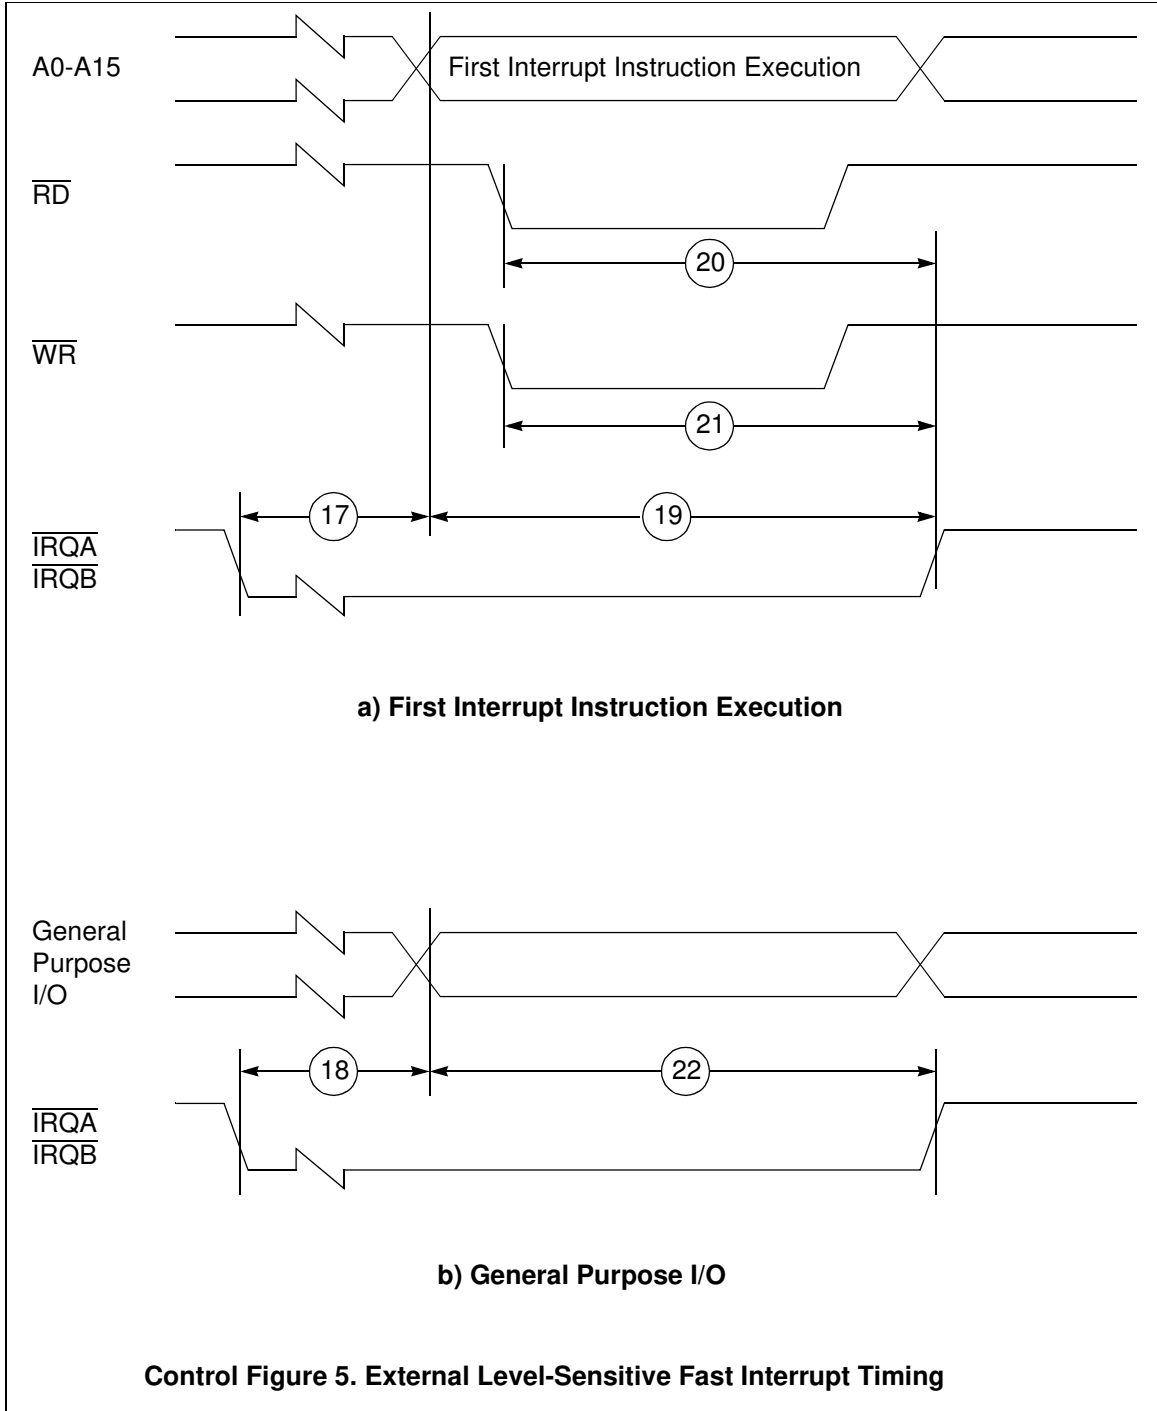 A0-A15
First Interrupt Instruction Execution
RD
20
WR
21
17
19
IRQA
IRQB
a) First Interrupt Instruction Execution
General
Purpose
I/O
18
22
IRQA
IRQB
b) General Purpose I/O
Control Figure 5. External Level-Sensitive Fast Interrupt Timing